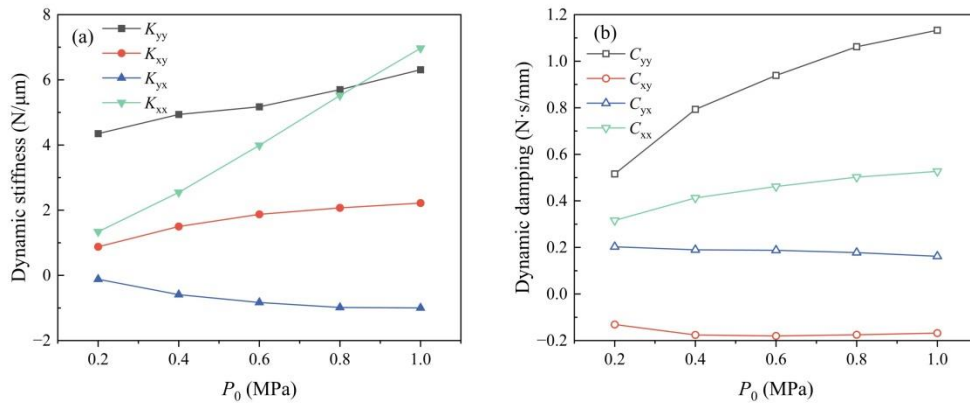 (a)
K_yy
K_xy
K_yx
K_xx
Dynamic stiffness (N/μm)
8
6
4
2
0
−2
0.2 0.4 0.6 0.8 1.0
P_0 (MPa)
(b)
C_yy
C_xy
C_yx
C_xx
Dynamic damping (N·s/mm)
1.2
1.0
0.8
0.6
0.4
0.2
0.0
−0.2
0.2 0.4 0.6 0.8 1.0
P_0 (MPa)